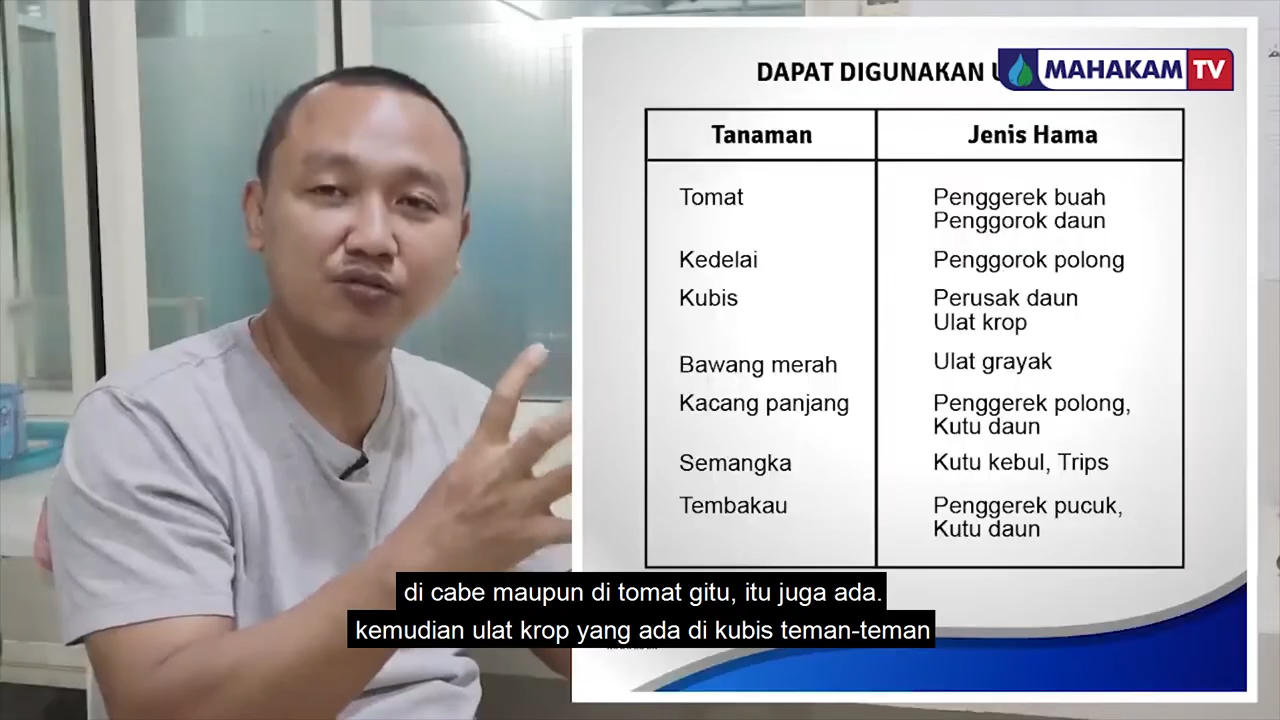 DAPAT DIGUNAKAN
MAHAKAM TV
Tanaman
Jenis Hama
Tomat
Penggerek buah
Penggorok daun
Kedelai
Penggorok polong
Kubis
Perusak daun
Ulat krop
Bawang merah
Ulat grayak
Kacang panjang
Penggerek polong,
Kutu daun
Semangka
Kutu kebul, Trips
Tembakau
Penggerek pucuk,
Kutu daun
di cabe maupun di tomat gitu, itu juga ada.
kemudian ulat krop yang ada di kubis teman-teman